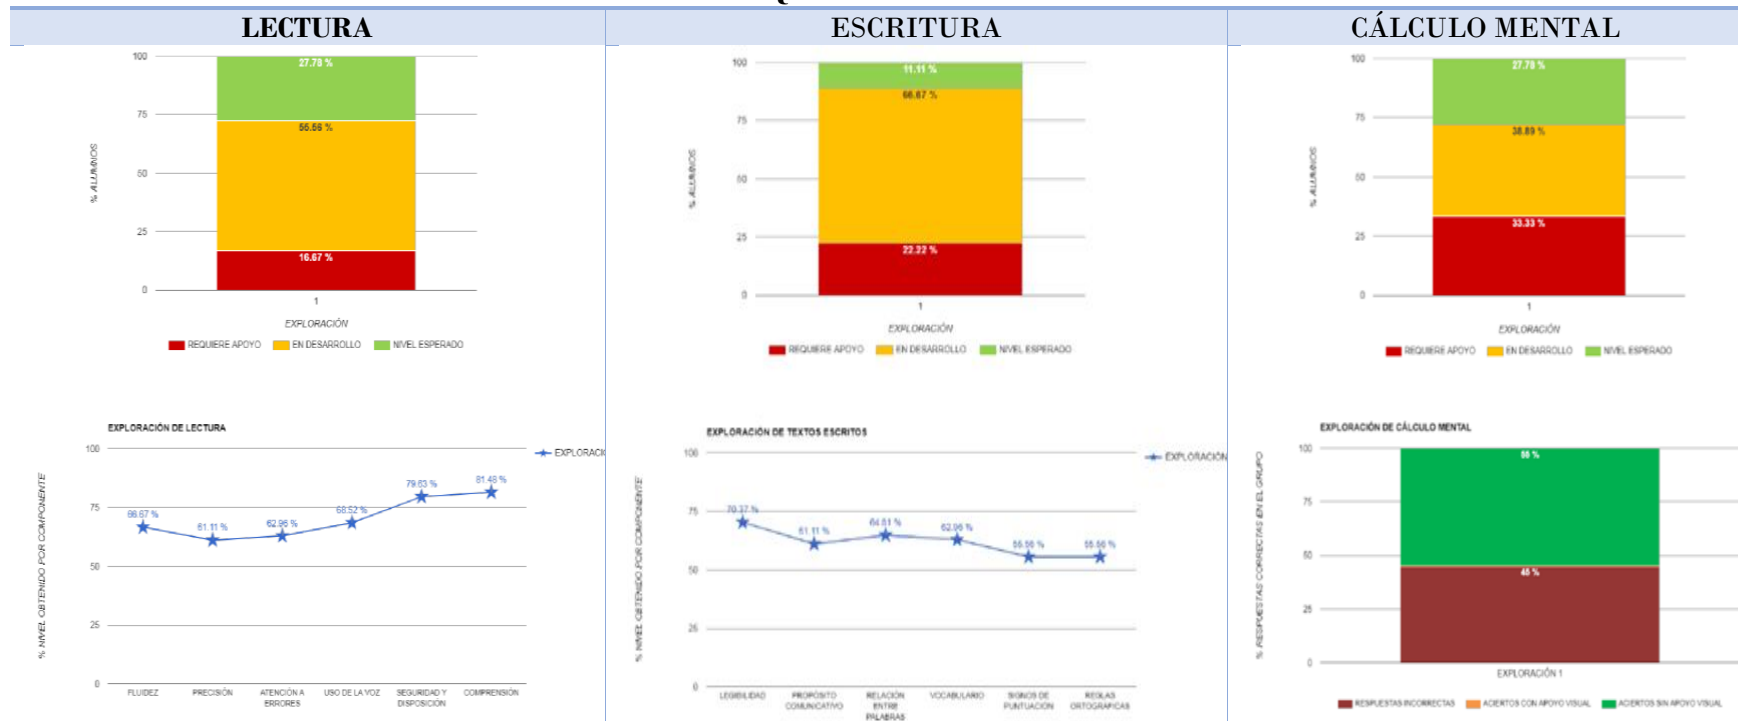 LECTURA
ESCRITURA
CÁLCULO MENTAL
100
75
50
25
0
% ALUMNOS
27.78 %
55.56 %
16.67 %
1
EXPLORACIÓN
REQUIERE APOYO
EN DESARROLLO
NIVEL ESPERADO
100
75
50
25
0
% ALUMNOS
11.11 %
66.67 %
22.22 %
1
EXPLORACIÓN
REQUIERE APOYO
EN DESARROLLO
NIVEL ESPERADO
100
75
50
25
0
% ALUMNOS
27.78 %
38.89 %
33.33 %
1
EXPLORACIÓN
REQUIERE APOYO
EN DESARROLLO
NIVEL ESPERADO
EXPLORACIÓN DE LECTURA
100
75
50
25
0
% NIVEL OBTENIDO POR COMPONENTE
66.67 %
61.11 %
62.96 %
68.52 %
79.63 %
81.48 %
EXPLORACIÓ
FLUIDEZ
PRECISIÓN
ATENCIÓN A
ERRORES
USO DE LA VOZ
SEGURIDAD Y
DISPOSICIÓN
COMPRENSIÓN
EXPLORACIÓN DE TEXTOS ESCRITOS
100
75
50
25
0
% NIVEL OBTENIDO POR COMPONENTE
70.37 %
61.11 %
64.81 %
62.96 %
55.56 %
55.56 %
EXPLORACIÓN
LEGIBILIDAD
PROPÓSITO
COMUNICATIVO
RELACIÓN
ENTRE
PALABRAS
VOCABULARIO
SIGNOS DE
PUNTUACIÓN
REGLAS
ORTOGRÁFICAS
EXPLORACIÓN DE CÁLCULO MENTAL
100
75
50
25
0
% RESPUESTAS CORRECTAS EN EL GRUPO
55 %
45 %
EXPLORACIÓN 1
RESPUESTAS INCORRECTAS
ACIERTOS CON APOYO VISUAL
ACIERTOS SIN APOYO VISUAL